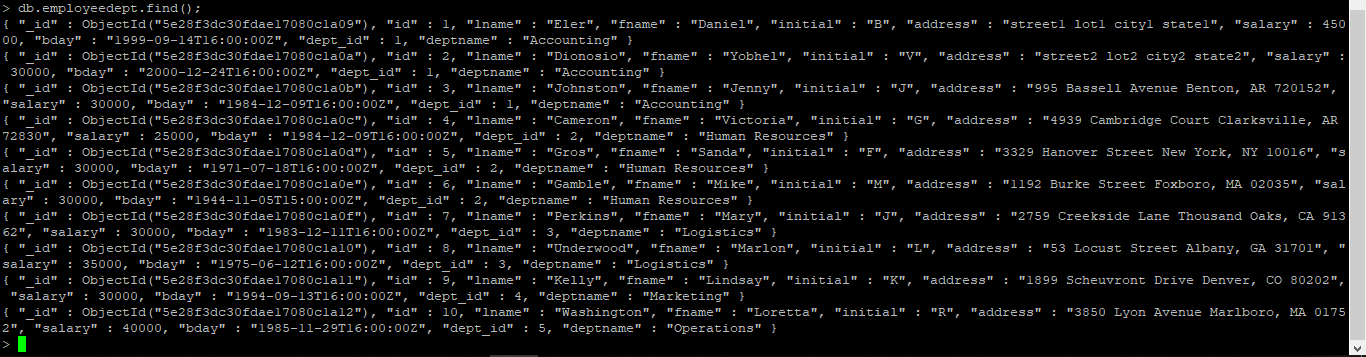 > db.employeedept.find();
{ "_id" : ObjectId("5e28f3dc30fdae17080c1a09"), "id" : 1, "lname" : "Eler", "fname" : "Daniel", "initial" : "B", "address" : "street1 lot1 city1 state1", "salary" : 450
00, "bday" : "1999-09-14T16:00:00Z", "dept_id" : 1, "deptname" : "Accounting" }
{ "_id" : ObjectId("5e28f3dc30fdae17080c1a0a"), "id" : 2, "lname" : "Dionosio", "fname" : "Yobhel", "initial" : "V", "address" : "street2 lot2 city2 state2", "salary" :
 30000, "bday" : "2000-12-24T16:00:00Z", "dept_id" : 1, "deptname" : "Accounting" }
{ "_id" : ObjectId("5e28f3dc30fdae17080c1a0b"), "id" : 3, "lname" : "Johnston", "fname" : "Jenny", "initial" : "J", "address" : "995 Bassell Avenue Benton, AR 720152",
"salary" : 30000, "bday" : "1984-12-09T16:00:00Z", "dept_id" : 1, "deptname" : "Accounting" }
{ "_id" : ObjectId("5e28f3dc30fdae17080c1a0c"), "id" : 4, "lname" : "Cameron", "fname" : "Victoria", "initial" : "G", "address" : "4939 Cambridge Court Clarksville, AR
72830", "salary" : 25000, "bday" : "1984-12-09T16:00:00Z", "dept_id" : 2, "deptname" : "Human Resources" }
{ "_id" : ObjectId("5e28f3dc30fdae17080c1a0d"), "id" : 5, "lname" : "Gros", "fname" : "Sanda", "initial" : "F", "address" : "3329 Hanover Street New York, NY 10016", "s
alary" : 30000, "bday" : "1971-07-18T16:00:00Z", "dept_id" : 2, "deptname" : "Human Resources" }
{ "_id" : ObjectId("5e28f3dc30fdae17080c1a0e"), "id" : 6, "lname" : "Gamble", "fname" : "Mike", "initial" : "M", "address" : "1192 Burke Street Foxboro, MA 02035", "sal
ary" : 30000, "bday" : "1944-11-05T15:00:00Z", "dept_id" : 2, "deptname" : "Human Resources" }
{ "_id" : ObjectId("5e28f3dc30fdae17080c1a0f"), "id" : 7, "lname" : "Perkins", "fname" : "Mary", "initial" : "J", "address" : "2759 Creekside Lane Thousand Oaks, CA 913
62", "salary" : 30000, "bday" : "1983-12-11T16:00:00Z", "dept_id" : 3, "deptname" : "Logistics" }
{ "_id" : ObjectId("5e28f3dc30fdae17080c1a10"), "id" : 8, "lname" : "Underwood", "fname" : "Marlon", "initial" : "L", "address" : "53 Locust Street Albany, GA 31701", "
salary" : 35000, "bday" : "1975-06-12T16:00:00Z", "dept_id" : 3, "deptname" : "Logistics" }
{ "_id" : ObjectId("5e28f3dc30fdae17080c1a11"), "id" : 9, "lname" : "Kelly", "fname" : "Lindsay", "initial" : "K", "address" : "1899 Scheuvront Drive Denver, CO 80202",
 "salary" : 30000, "bday" : "1994-09-13T16:00:00Z", "dept_id" : 4, "deptname" : "Marketing" }
{ "_id" : ObjectId("5e28f3dc30fdae17080c1a12"), "id" : 10, "lname" : "Washington", "fname" : "Loretta", "initial" : "R", "address" : "3850 Lyon Avenue Marlboro, MA 0175
2", "salary" : 40000, "bday" : "1985-11-29T16:00:00Z", "dept_id" : 5, "deptname" : "Operations" }
>